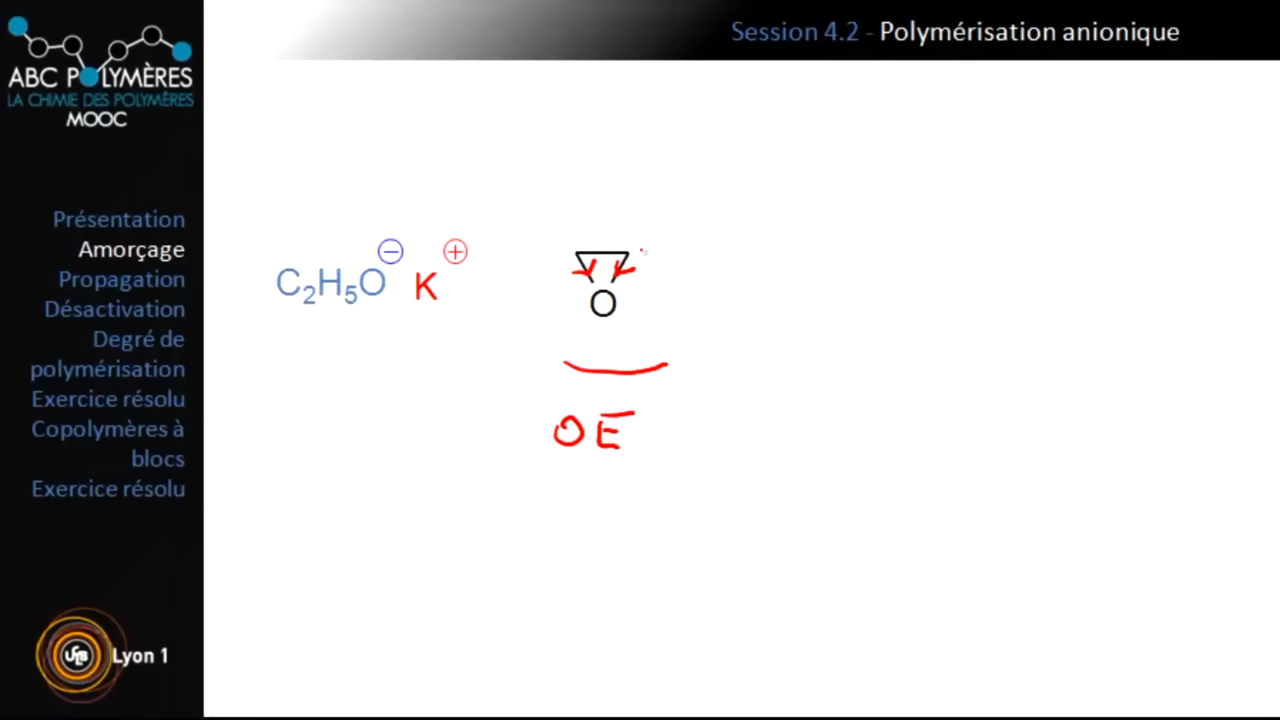 Session 4.2 - Polymérisation anionique
ABC POLYMÈRES
LA CHIMIE DES POLYMÈRES
MOOC
Présentation
Amorçage
Propagation
Désactivation
Degré de
polymérisation
Exercice résolu
Copolymères à
blocs
Exercice résolu
C₂H₅O⊖ K⊕
O
OE
Lyon 1